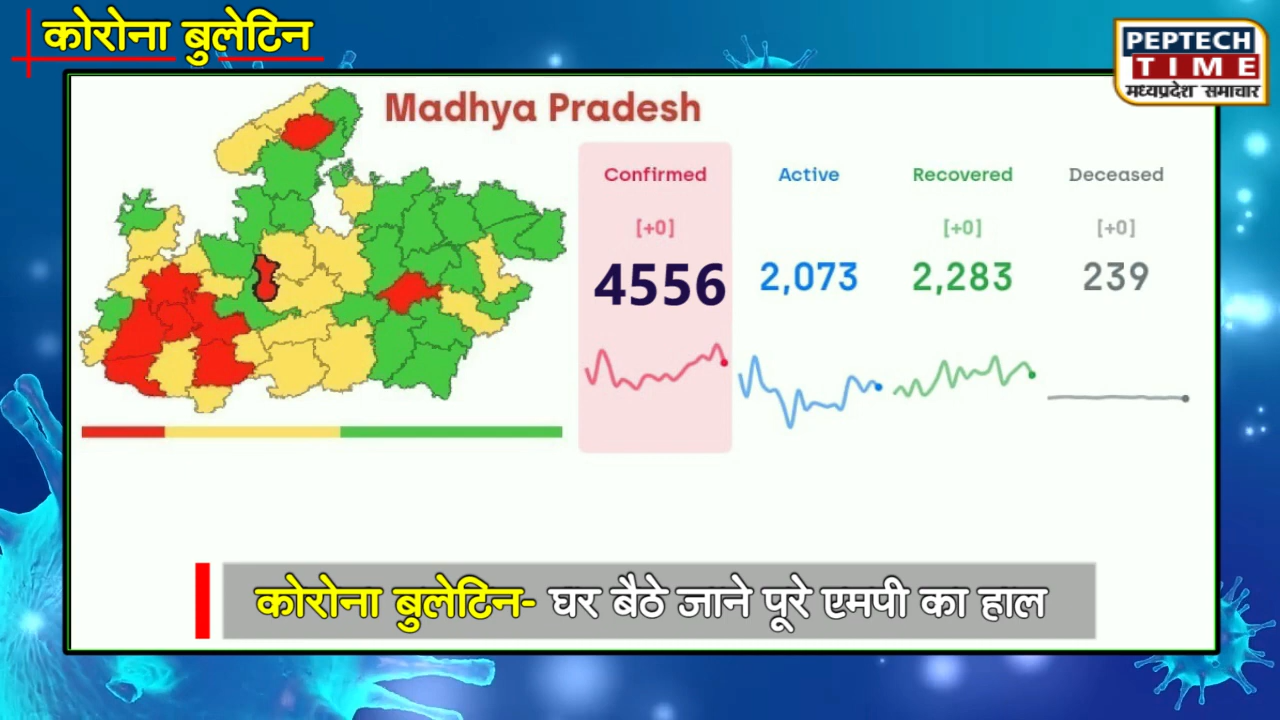 कोरोना बुलेटिन
PEPTECH
TIME
मध्यप्रदेश समाचार
Madhya Pradesh
Confirmed Active Recovered Deceased
[+0] [+0] [+0]
4556 2,073 2,283 239
कोरोना बुलेटिन- घर बैठे जाने पूरे एमपी का हाल